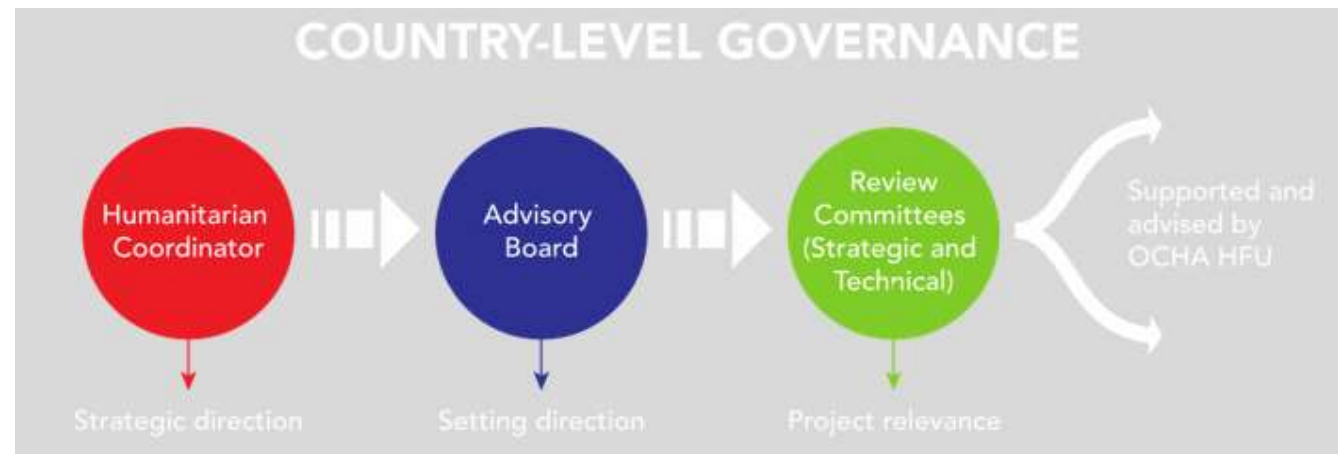 COUNTRY-LEVEL GOVERNANCE
Humanitarian
Coordinator
Advisory
Board
Review
Committees
(Strategic and
Technical)
Supported and
advised by
OCHA HFU
Strategic direction
Setting direction
Project relevance